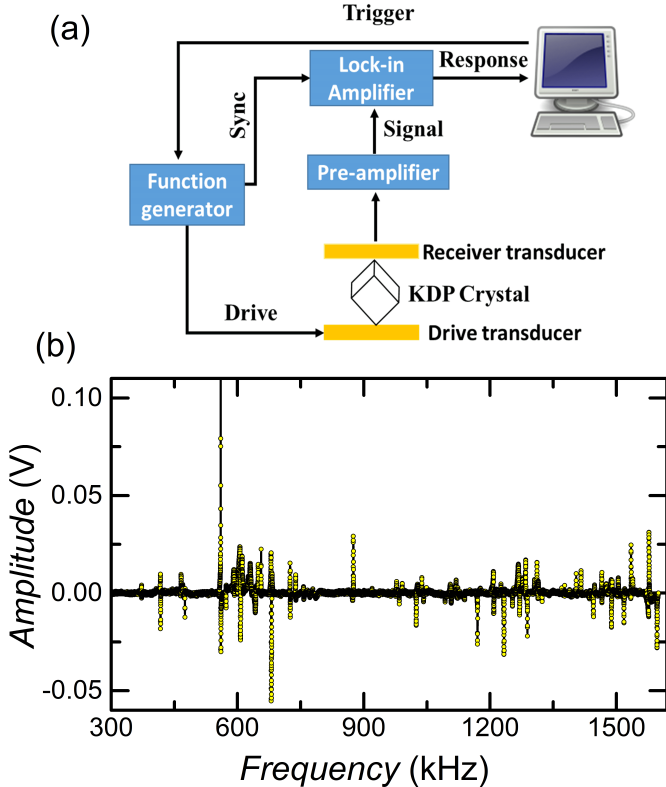 (a)
Trigger
Lock-in
Amplifier
Response
Sync
Signal
Function
generator
Pre-amplifier
Receiver transducer
KDP Crystal
Drive
Drive transducer
(b)
0.10
0.05
0.00
-0.05
Amplitude (V)
300 600 900 1200 1500
Frequency (kHz)